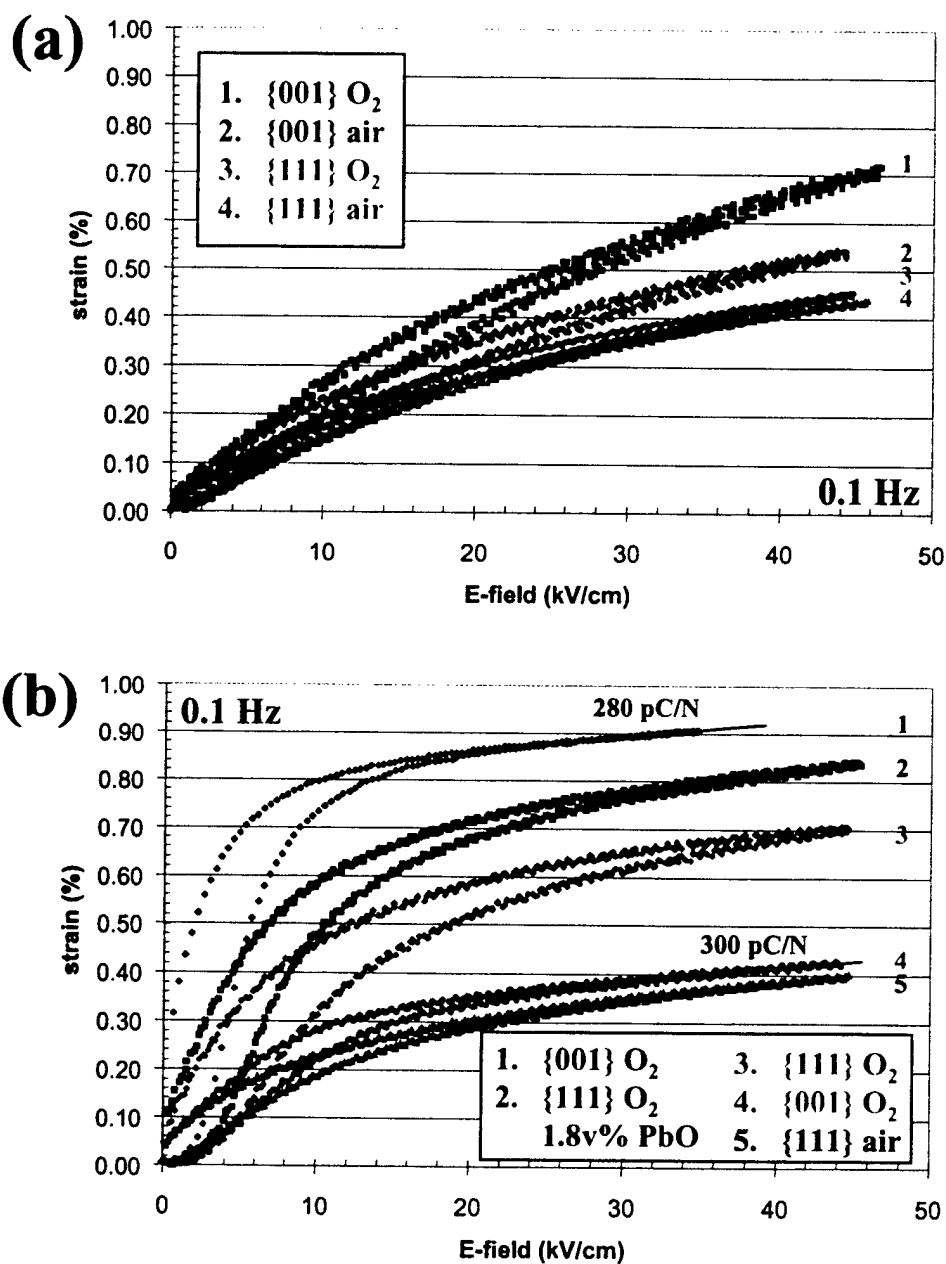 (a)
1.00
0.90
0.80
0.70
0.60
0.50
0.40
0.30
0.20
0.10
0.00
strain (%)
1. {001} O₂
2. {001} air
3. {111} O₂
4. {111} air
1
2
3
4
0.1 Hz
0 10 20 30 40 50
E-field (kV/cm)
(b)
1.00
0.90
0.80
0.70
0.60
0.50
0.40
0.30
0.20
0.10
0.00
strain (%)
0.1 Hz
280 pC/N
1
2
3
300 pC/N
4
5
1. {001} O₂
2. {111} O₂
1.8v% PbO
3. {111} O₂
4. {001} O₂
5. {111} air
0 10 20 30 40 50
E-field (kV/cm)